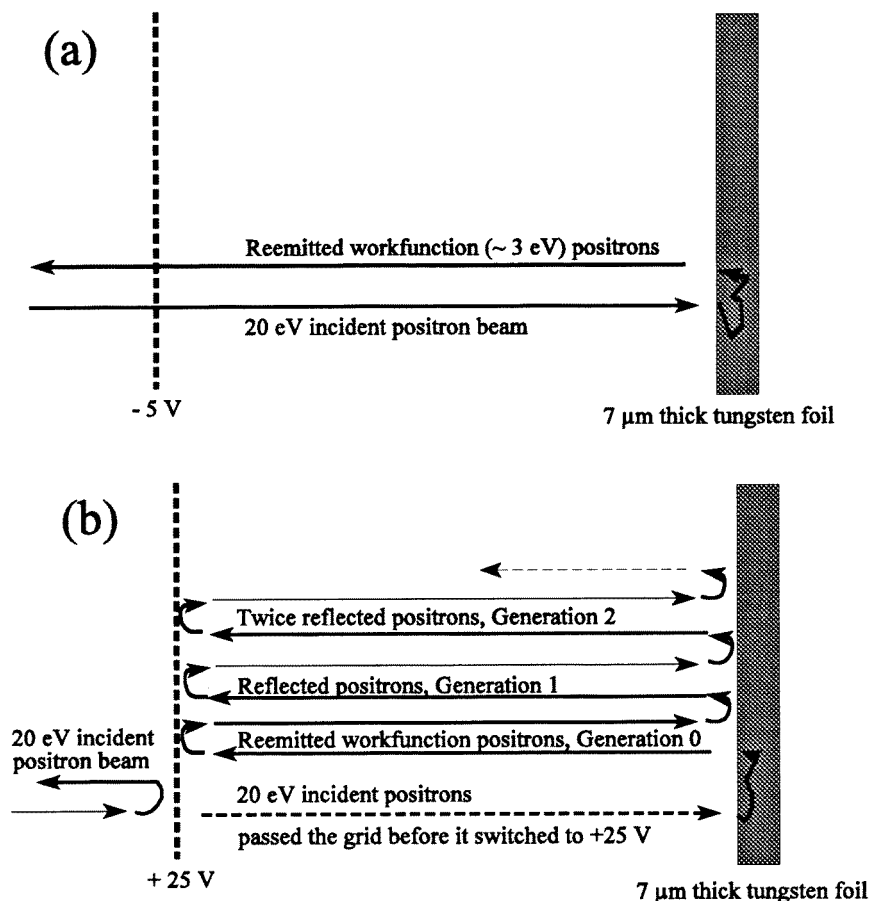 (a)
Reemitted workfunction (~ 3 eV) positrons
20 eV incident positron beam
- 5 V
7 µm thick tungsten foil
(b)
Twice reflected positrons, Generation 2
Reflected positrons, Generation 1
20 eV incident
positron beam
Reemitted workfunction positrons, Generation 0
20 eV incident positrons
passed the grid before it switched to +25 V
+ 25 V
7 µm thick tungsten foil